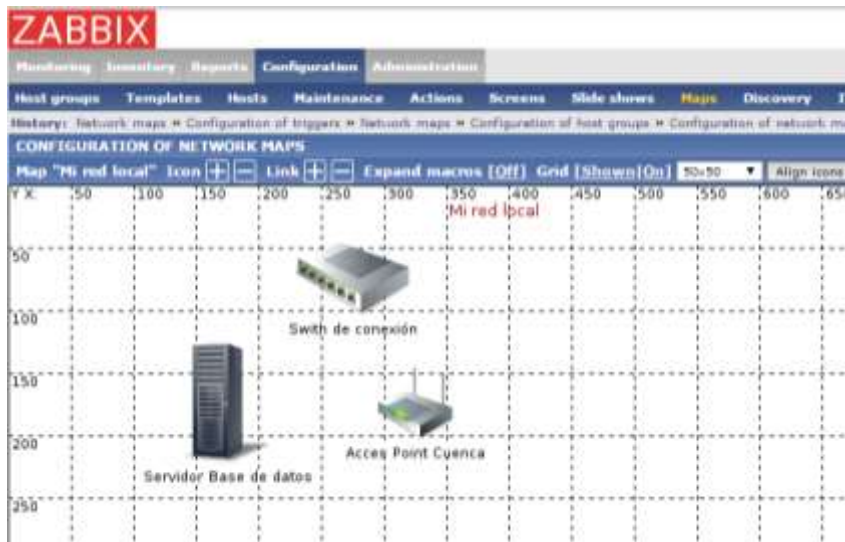 ZABBIX
Monitoring Inventory Reports Configuration Administration
Host groups Templates Hosts Maintenance Actions Screens Slide shows Maps Discovery
History: Network maps » Configuration of triggers » Network maps » Configuration of host groups » Configuration of network
CONFIGURATION OF NETWORK MAPS
Map "Mi red local" Icon + − Link + − Expand macros [Off] Grid [Shown|On] 50x50 Align icons
Y X: 50 100 150 200 250 300 350 400 450 500 550 600
Mi red local
50
100
Swith de conexión
150
200
Acces Point Cuenca
Servidor Base de datos
250